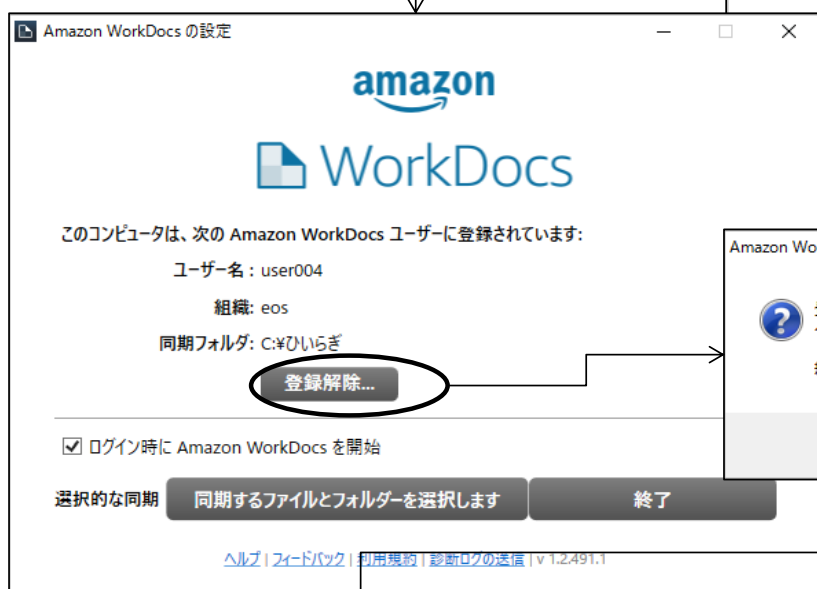 Amazon WorkDocs の設定
amazon
WorkDocs
このコンピュータは、次の Amazon WorkDocs ユーザーに登録されています:
ユーザー名 : user004
組織: eos
同期フォルダ: C:¥ひいらぎ
登録解除...
Amazon Wo
?
ログイン時に Amazon WorkDocs を開始
選択的な同期 同期するファイルとフォルダーを選択します 終了
ヘルプ | フィードバック | 利用規約 | 診断ログの送信 | v 1.2.491.1